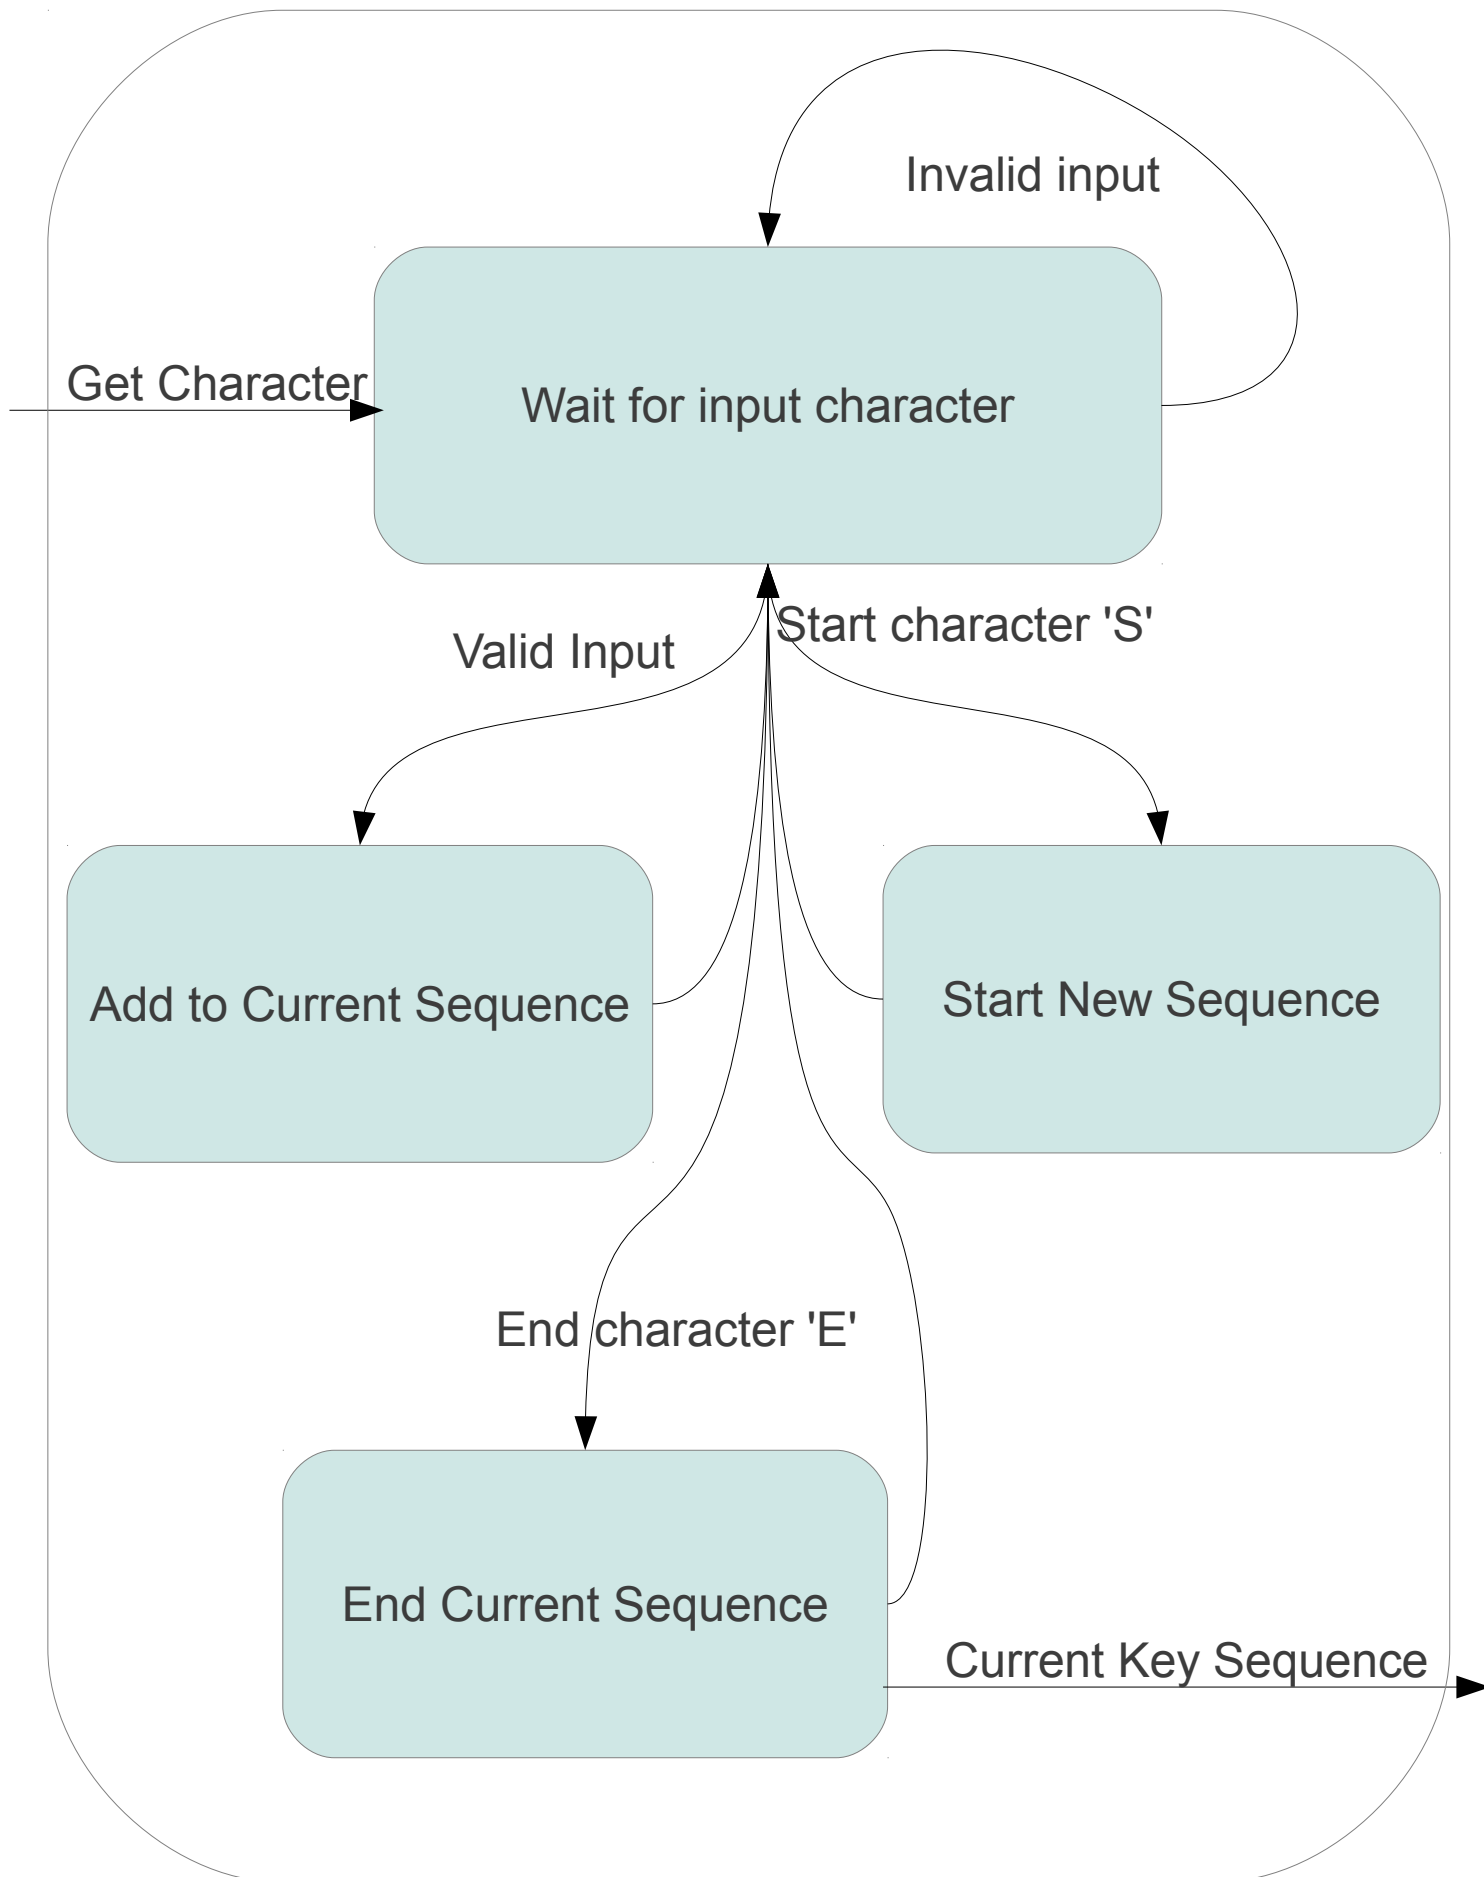 Invalid input
Get Character
Wait for input character
Start character 'S'
Valid Input
Add to Current Sequence
Start New Sequence
End character 'E'
End Current Sequence
Current Key Sequence